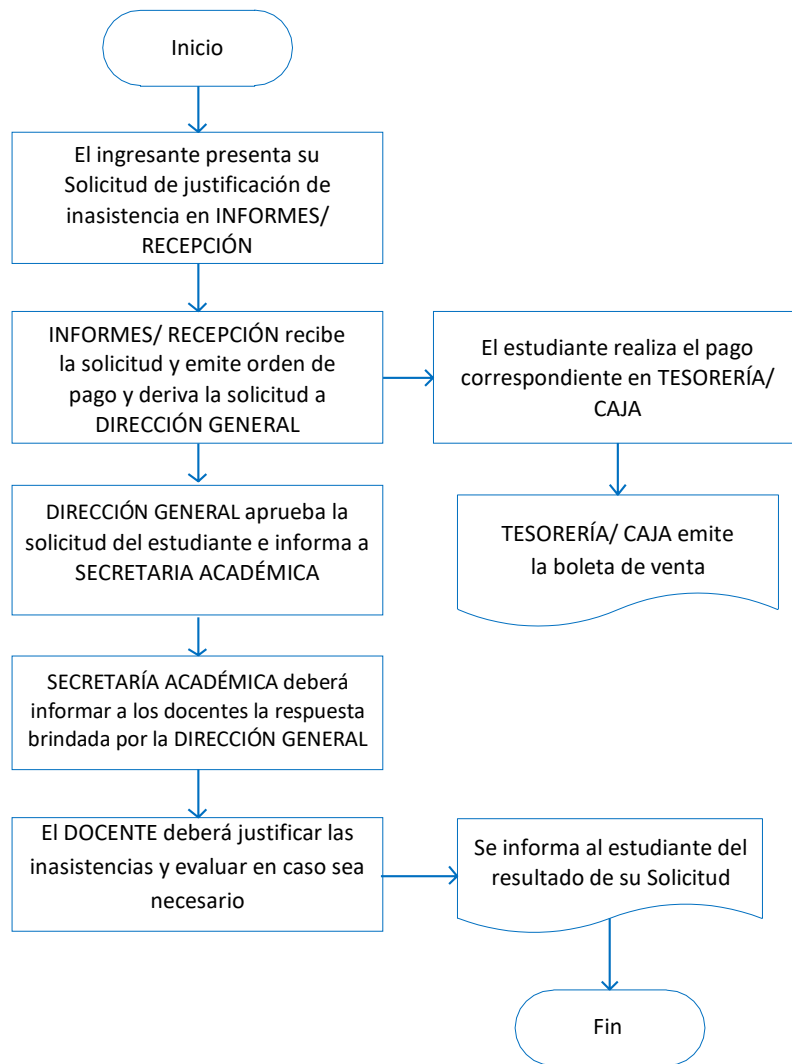 Inicio
El ingresante presenta su
Solicitud de justificación de
inasistencia en INFORMES/
RECEPCIÓN
INFORMES/ RECEPCIÓN recibe
la solicitud y emite orden de
pago y deriva la solicitud a
DIRECCIÓN GENERAL
El estudiante realiza el pago
correspondiente en TESORERÍA/
CAJA
DIRECCIÓN GENERAL aprueba la
solicitud del estudiante e informa a
SECRETARIA ACADÉMICA
TESORERÍA/ CAJA emite
la boleta de venta
SECRETARÍA ACADÉMICA deberá
informar a los docentes la respuesta
brindada por la DIRECCIÓN GENERAL
El DOCENTE deberá justificar las
inasistencias y evaluar en caso sea
necesario
Se informa al estudiante del
resultado de su Solicitud
Fin